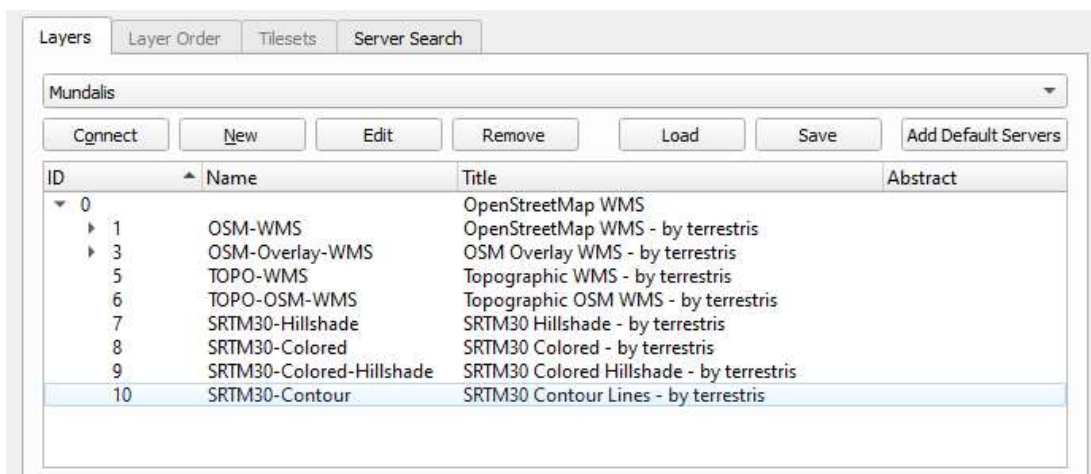 Layers Layer Order Tilesets Server Search
Mundalis
Connect New Edit Remove Load Save Add Default Servers
ID Name Title Abstract
0 OpenStreetMap WMS
1 OSM-WMS OpenStreetMap WMS - by terrestris
3 OSM-Overlay-WMS OSM Overlay WMS - by terrestris
5 TOPO-WMS Topographic WMS - by terrestris
6 TOPO-OSM-WMS Topographic OSM WMS - by terrestris
7 SRTM30-Hillshade SRTM30 Hillshade - by terrestris
8 SRTM30-Colored SRTM30 Colored - by terrestris
9 SRTM30-Colored-Hillshade SRTM30 Colored Hillshade - by terrestris
10 SRTM30-Contour SRTM30 Contour Lines - by terrestris